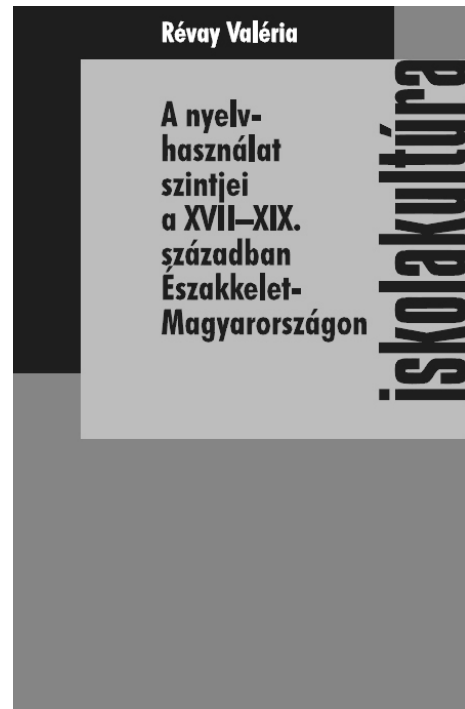 Révay Valéria
A nyelv-
használat
szintjei
a XVII–XIX.
században
Északkelet-
Magyarországon
iskolakultúra